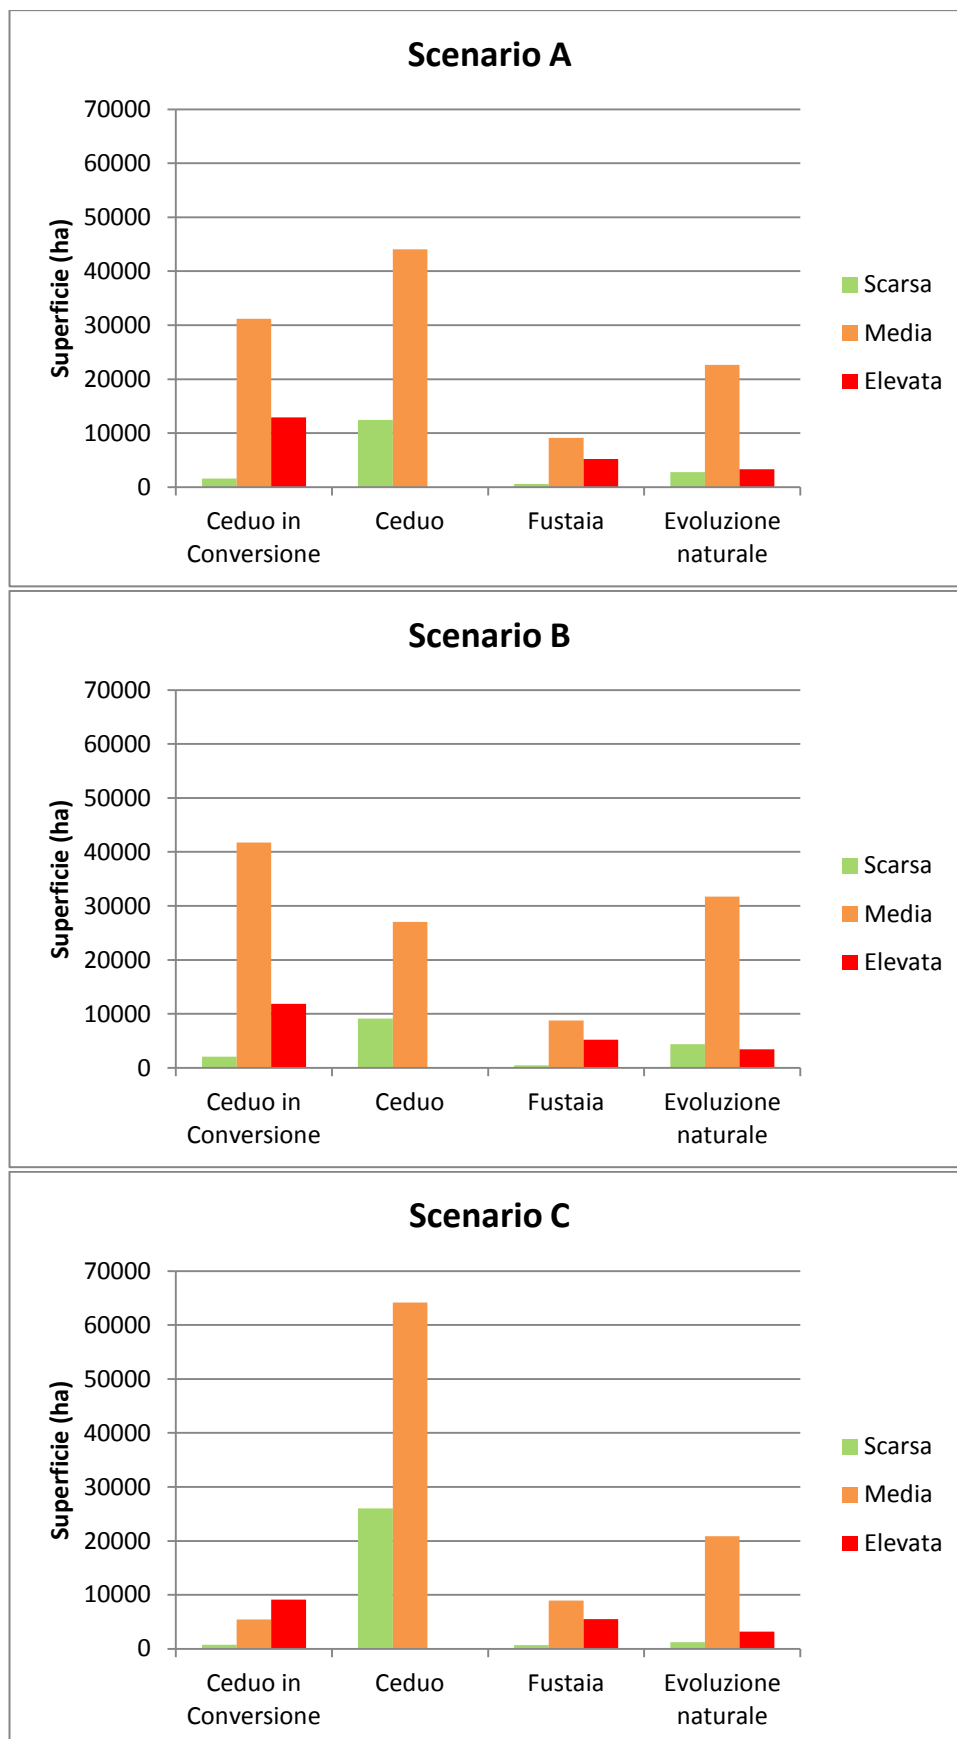 Scenario A
70000
60000
50000
40000
30000
20000
10000
0
Superficie (ha)
Ceduo in
Conversione
Ceduo
Fustaia
Evoluzione
naturale
Scarsa
Media
Elevata
Scenario B
70000
60000
50000
40000
30000
20000
10000
0
Superficie (ha)
Ceduo in
Conversione
Ceduo
Fustaia
Evoluzione
naturale
Scarsa
Media
Elevata
Scenario C
70000
60000
50000
40000
30000
20000
10000
0
Superficie (ha)
Ceduo in
Conversione
Ceduo
Fustaia
Evoluzione
naturale
Scarsa
Media
Elevata